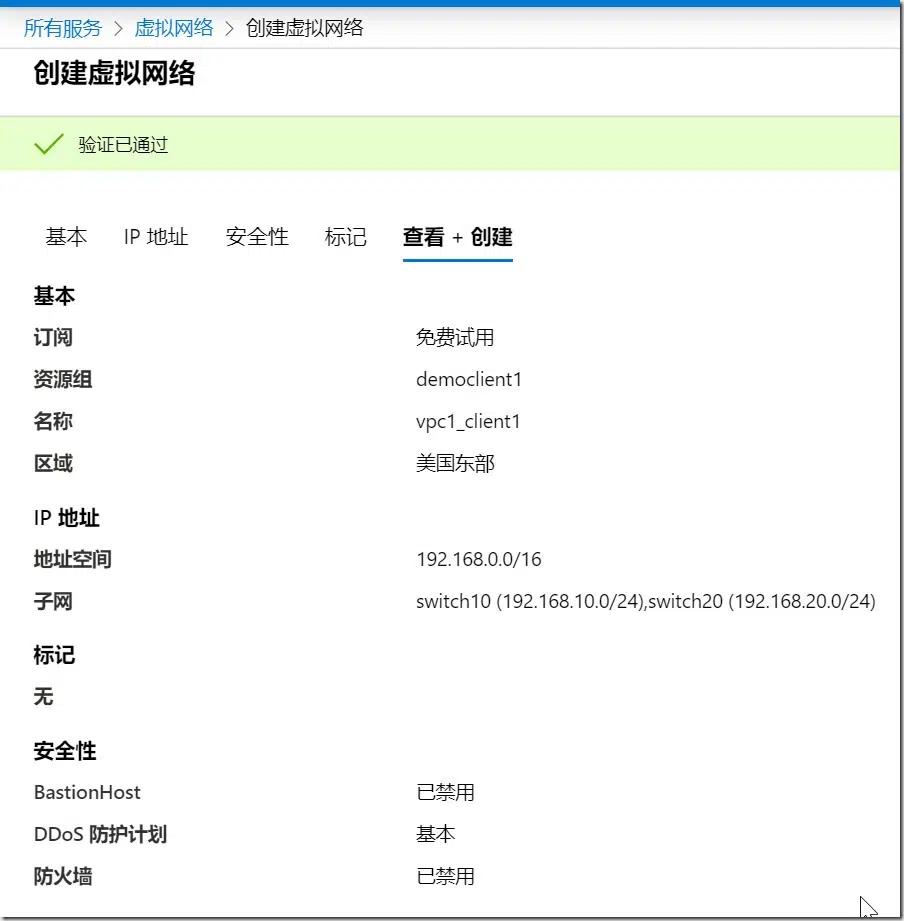 所有服务 > 虚拟网络 > 创建虚拟网络
创建虚拟网络
验证已通过
基本 IP 地址 安全性 标记 查看 + 创建
基本
订阅 免费试用
资源组 democlient1
名称 vpc1_client1
区域 美国东部
IP 地址
地址空间 192.168.0.0/16
子网 switch10 (192.168.10.0/24),switch20 (192.168.20.0/24)
标记
无
安全性
BastionHost 已禁用
DDoS 防护计划 基本
防火墙 已禁用